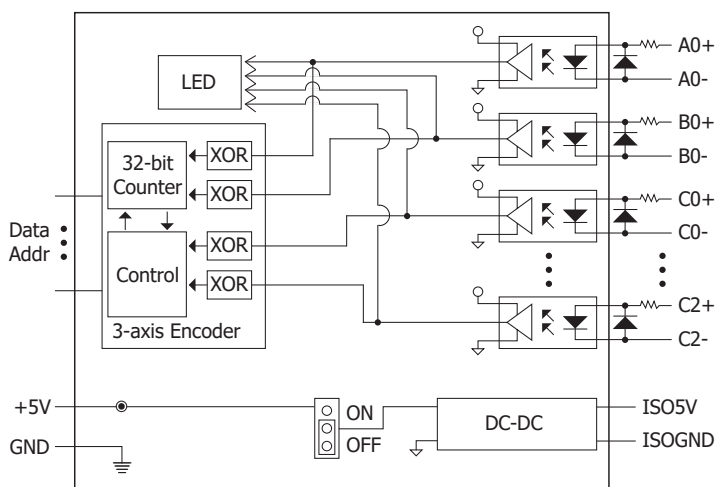 LED
A0+
A0-
B0+
B0-
C0+
C0-
C2+
C2-
32-bit
Counter
XOR
XOR
XOR
XOR
Data
Addr
Control
3-axis Encoder
+5V
GND
ON
OFF
DC-DC
ISO5V
ISOGND